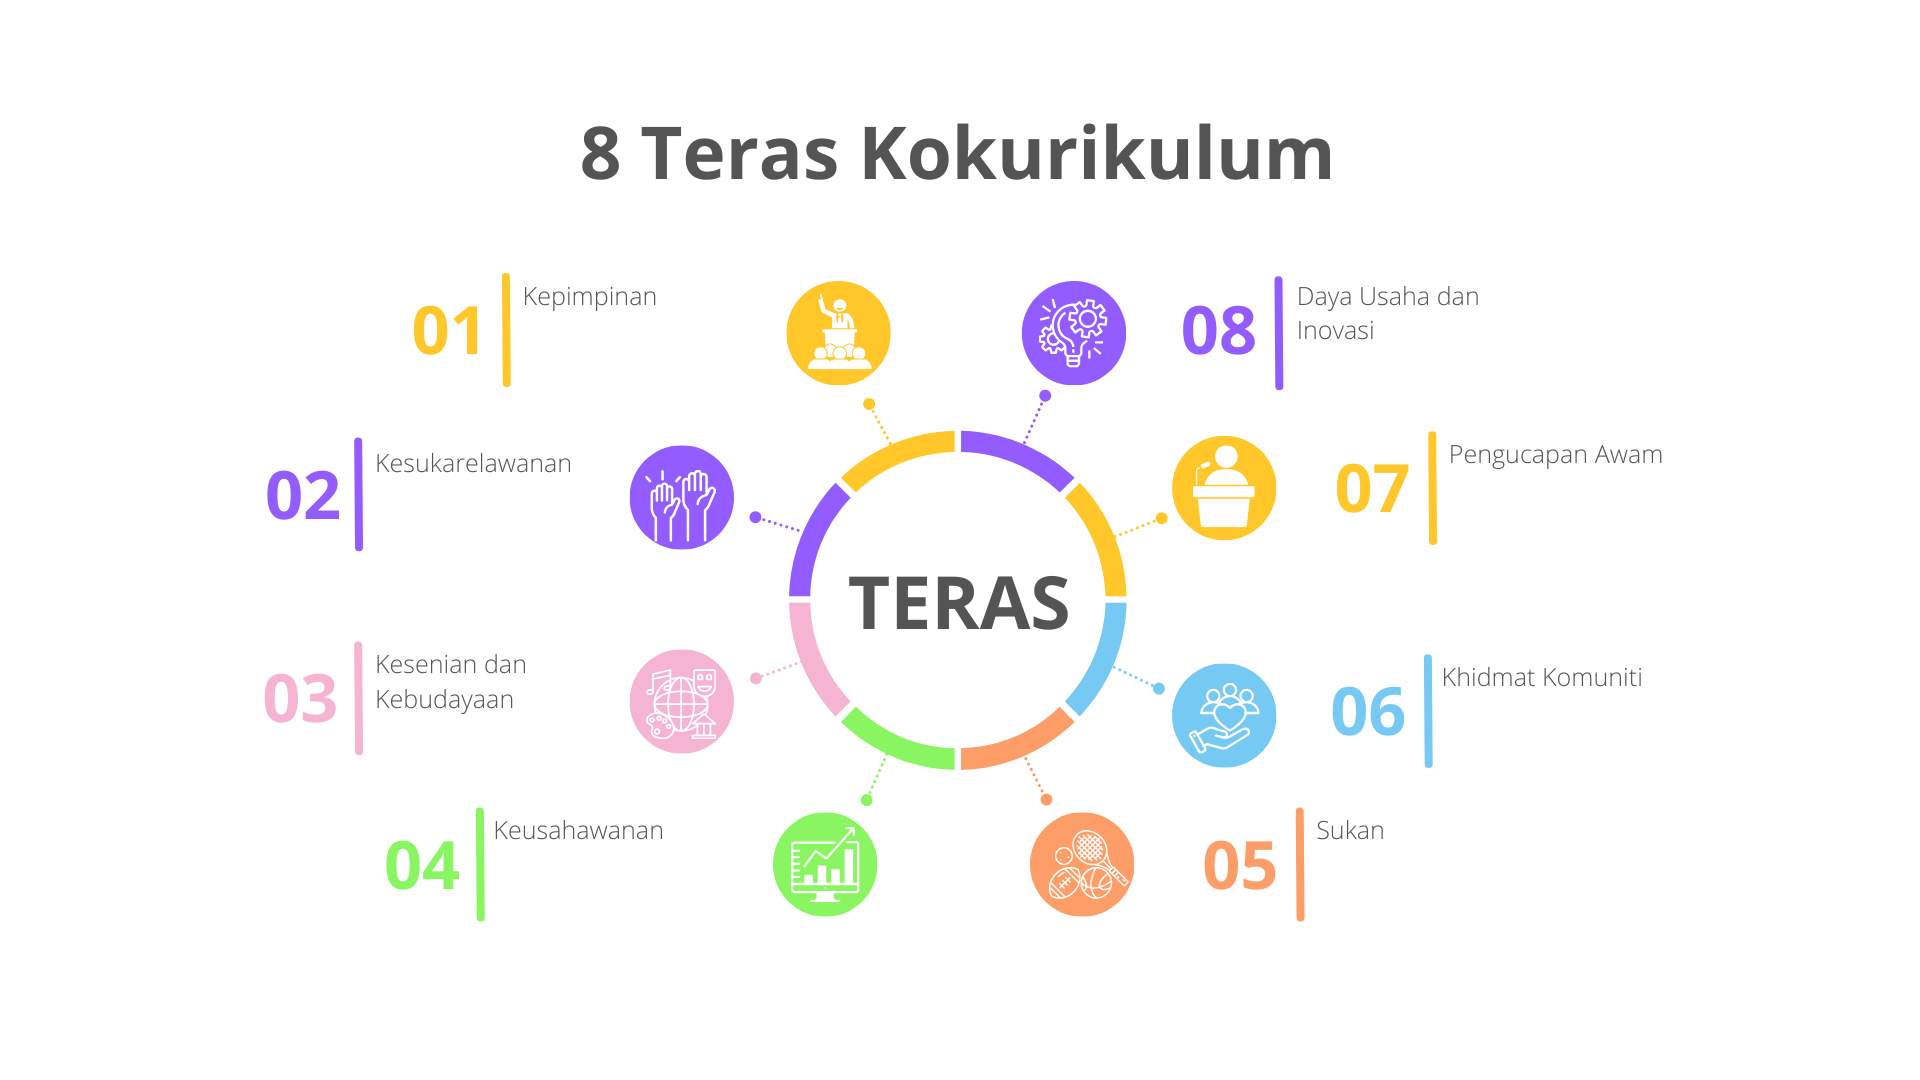 8 Teras Kokurikulum
01
Kepimpinan
02
Kesukarelawanan
03
Kesenian dan
Kebudayaan
04
Keusahawanan
TERAS
08
Daya Usaha dan
Inovasi
07
Pengucapan Awam
06
Khidmat Komuniti
05
Sukan